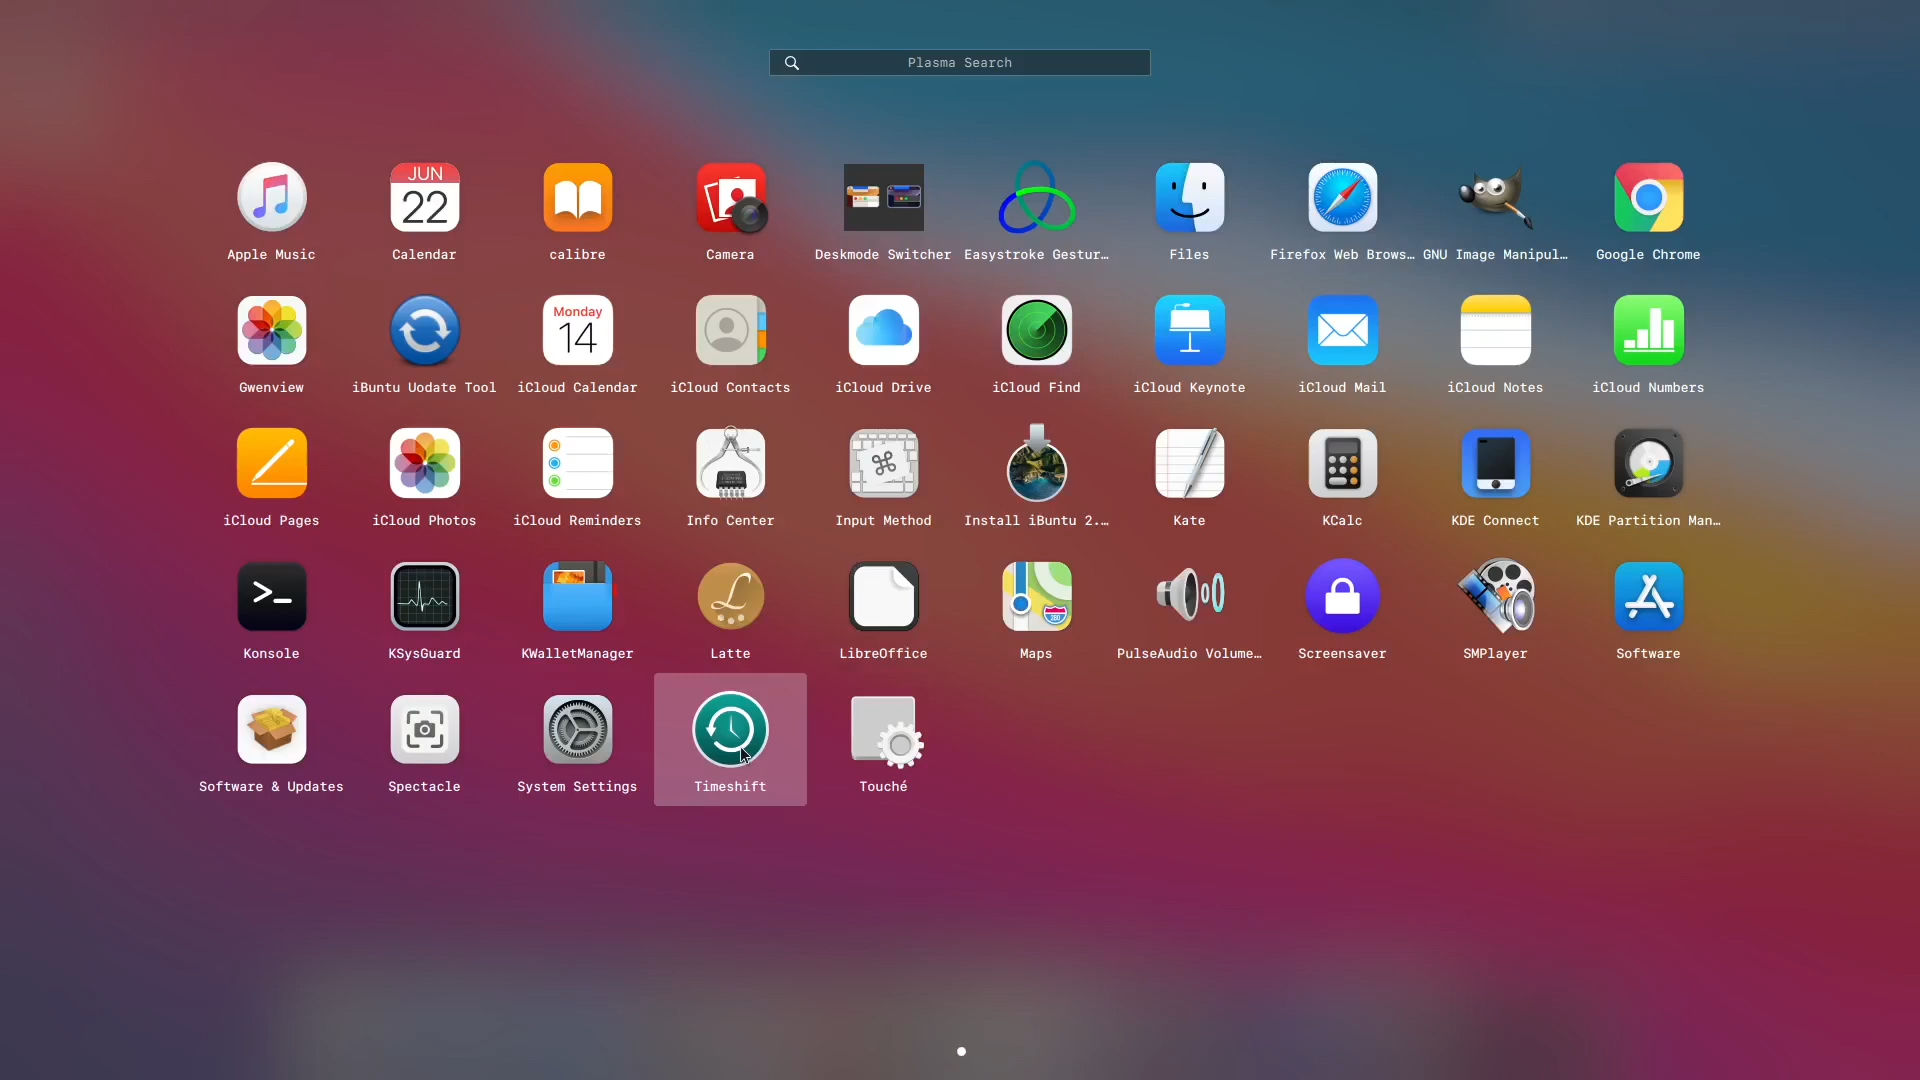 Plasma Search
Apple Music
JUN
22
Calendar
calibre
Camera
Deskmode Switcher
Easystroke Gestur...
Files
Firefox Web Brows...
GNU Image Manipul...
Google Chrome
Gwenview
iBuntu Uodate Tool
Monday
14
iCloud Calendar
iCloud Contacts
iCloud Drive
iCloud Find
iCloud Keynote
iCloud Mail
iCloud Notes
iCloud Numbers
iCloud Pages
iCloud Photos
iCloud Reminders
Info Center
Input Method
Install iBuntu 2....
Kate
KCalc
KDE Connect
KDE Partition Man...
>_
Konsole
KSysGuard
KWalletManager
L
Latte
LibreOffice
280
Maps
PulseAudio Volume...
Screensaver
SMPlayer
Software
Software & Updates
Spectacle
System Settings
Timeshift
Touché